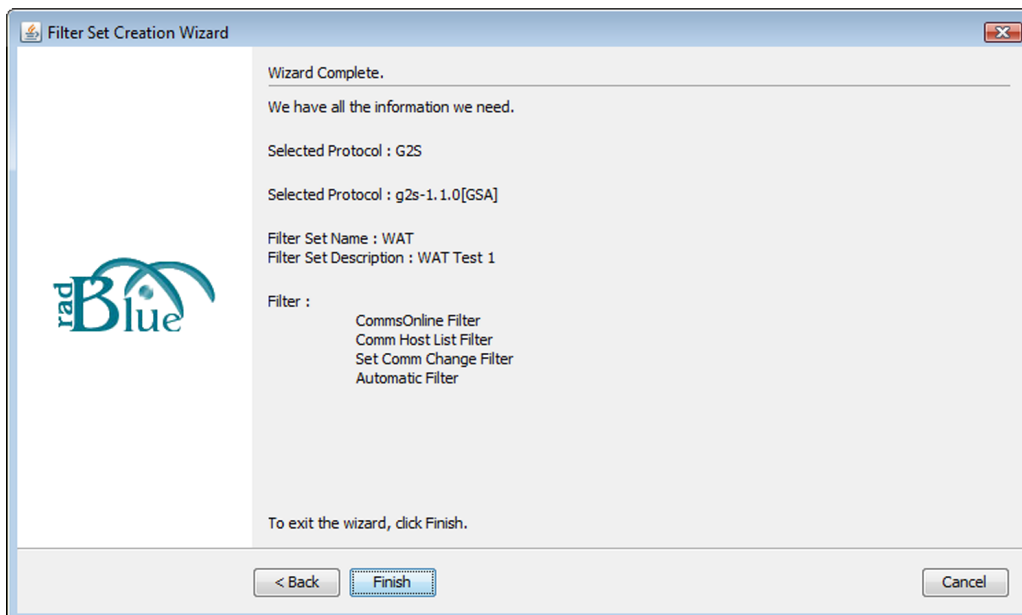 Filter Set Creation Wizard
Wizard Complete.
We have all the information we need.
Selected Protocol : G2S
Selected Protocol : g2s-1.1.0[GSA]
Filter Set Name : WAT
Filter Set Description : WAT Test 1
Filter :
CommsOnline Filter
Comm Host List Filter
Set Comm Change Filter
Automatic Filter
rad
Blue
To exit the wizard, click Finish.
< Back
Finish
Cancel